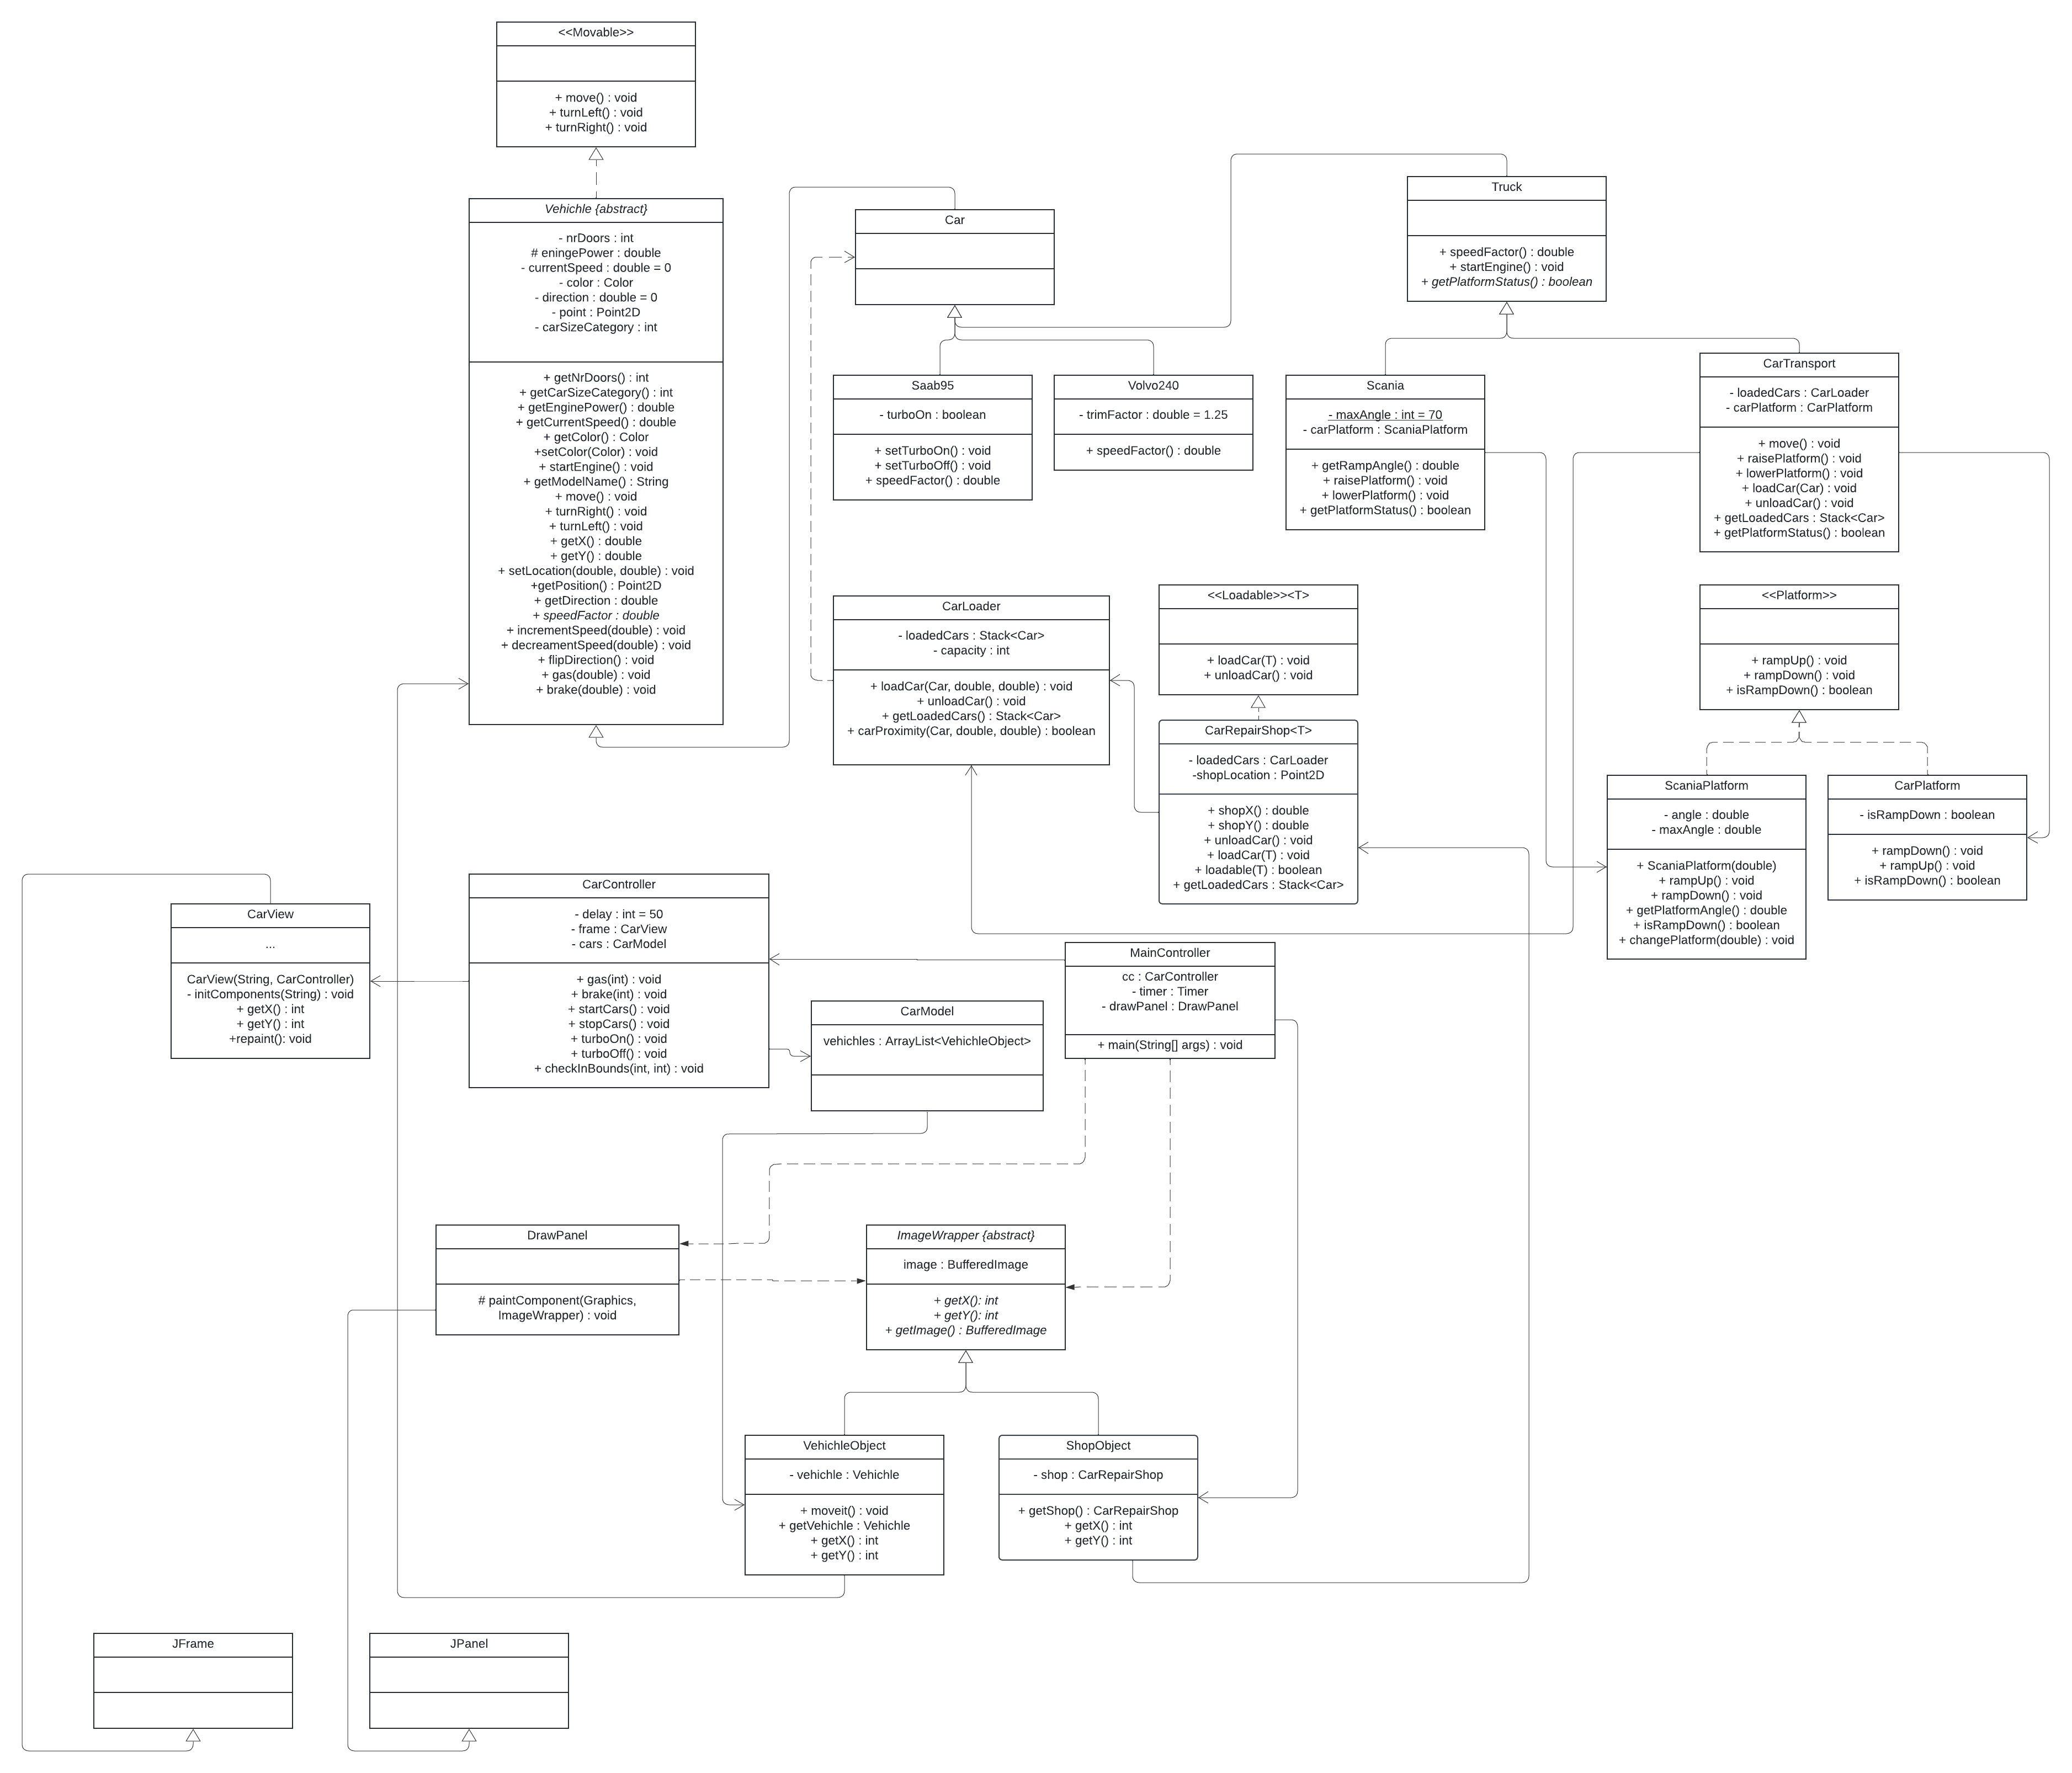 <<Movable>>
+ move() : void
+ turnLeft() : void
+ turnRight() : void
Vehichle {abstract}
- nrDoors : int
# eningePower : double
- currentSpeed : double = 0
- color : Color
- direction : double = 0
- point : Point2D
- carSizeCategory : int
+ getNrDoors() : int
+ getCarSizeCategory() : int
+ getEnginePower() : double
+ getCurrentSpeed() : double
+ getColor() : Color
+setColor(Color) : void
+ startEngine() : void
+ getModelName() : String
+ move() : void
+ turnRight() : void
+ turnLeft() : void
+ getX() : double
+ getY() : double
+ setLocation(double, double) : void
+getPosition() : Point2D
+ getDirection : double
+ speedFactor : double
+ incrementSpeed(double) : void
+ decreamentSpeed(double) : void
+ flipDirection() : void
+ gas(double) : void
+ brake(double) : void
Car
Truck
+ speedFactor() : double
+ startEngine() : void
+ getPlatformStatus() : boolean
Saab95
- turboOn : boolean
+ setTurboOn() : void
+ setTurboOff() : void
+ speedFactor() : double
Volvo240
- trimFactor : double = 1.25
+ speedFactor() : double
Scania
- maxAngle : int = 70
- carPlatform : ScaniaPlatform
+ getRampAngle() : double
+ raisePlatform() : void
+ lowerPlatform() : void
+ getPlatformStatus() : boolean
CarTransport
- loadedCars : CarLoader
- carPlatform : CarPlatform
+ move() : void
+ raisePlatform() : void
+ lowerPlatform() : void
+ loadCar(Car) : void
+ unloadCar() : void
+ getLoadedCars : Stack<Car>
+ getPlatformStatus() : boolean
CarLoader
- loadedCars : Stack<Car>
- capacity : int
+ loadCar(Car, double, double) : void
+ unloadCar() : void
+ getLoadedCars() : Stack<Car>
+ carProximity(Car, double, double) : boolean
<<Loadable>><T>
+ loadCar(T) : void
+ unloadCar() : void
<<Platform>>
+ rampUp() : void
+ rampDown() : void
+ isRampDown() : boolean
CarRepairShop<T>
- loadedCars : CarLoader
-shopLocation : Point2D
+ shopX() : double
+ shopY() : double
+ unloadCar() : void
+ loadCar(T) : void
+ loadable(T) : boolean
+ getLoadedCars : Stack<Car>
ScaniaPlatform
- angle : double
- maxAngle : double
+ ScaniaPlatform(double)
+ rampUp() : void
+ rampDown() : void
+ getPlatformAngle() : double
+ isRampDown() : boolean
+ changePlatform(double) : void
CarPlatform
- isRampDown : boolean
+ rampDown() : void
+ rampUp() : void
+ isRampDown() : boolean
CarView
...
CarView(String, CarController)
- initComponents(String) : void
+ getX() : int
+ getY() : int
+repaint(): void
CarController
- delay : int = 50
- frame : CarView
- cars : CarModel
+ gas(int) : void
+ brake(int) : void
+ startCars() : void
+ stopCars() : void
+ turboOn() : void
+ turboOff() : void
+ checkInBounds(int, int) : void
MainController
cc : CarController
- timer : Timer
- drawPanel : DrawPanel
+ main(String[] args) : void
CarModel
vehichles : ArrayList<VehichleObject>
DrawPanel
# paintComponent(Graphics,
ImageWrapper) : void
ImageWrapper {abstract}
image : BufferedImage
+ getX(): int
+ getY(): int
+ getImage() : BufferedImage
VehichleObject
- vehichle : Vehichle
+ moveit() : void
+ getVehichle : Vehichle
+ getX() : int
+ getY() : int
ShopObject
- shop : CarRepairShop
+ getShop() : CarRepairShop
+ getX() : int
+ getY() : int
JFrame
JPanel